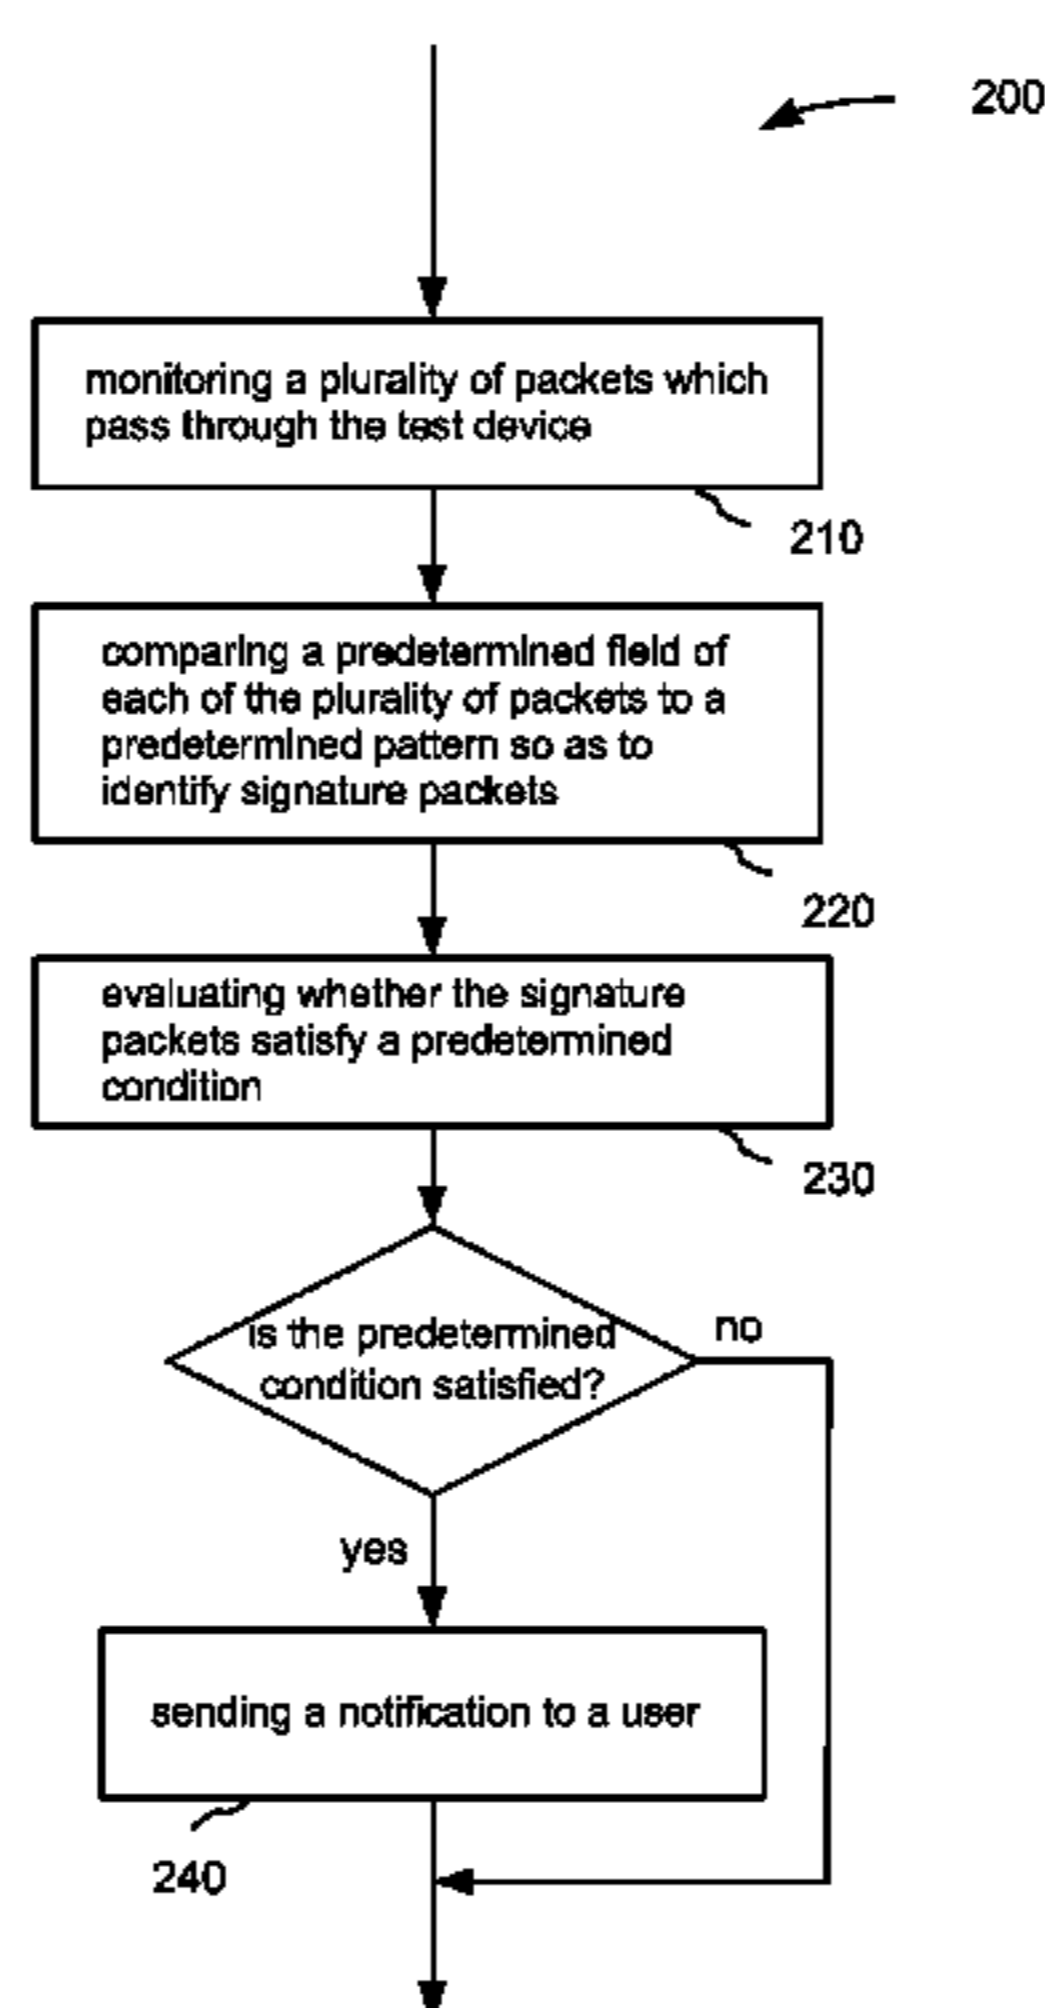 200
monitoring a plurality of packets which
pass through the test device
210
comparing a predetermined field of
each of the plurality of packets to a
predetermined pattern so as to
identify signature packets
220
evaluating whether the signature
packets satisfy a predetermined
condition
230
is the predetermined
condition satisfied?
no
yes
sending a notification to a user
240